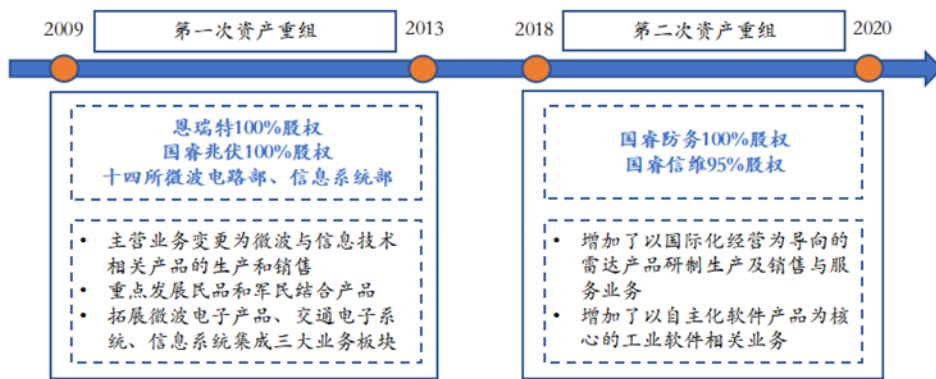 2009
第一次资产重组
2013
2018
第二次资产重组
2020
恩瑞特100%股权
国睿兆伏100%股权
十四所微波电路部、信息系统部
• 主营业务变更为微波与信息技术
相关产品的生产和销售
• 重点发展民品和军民结合产品
• 拓展微波电子产品、交通电子系
统、信息系统集成三大业务板块
国睿防务100%股权
国睿信维95%股权
• 增加了以国际化经营为导向的
雷达产品研制生产及销售与服
务业务
• 增加了以自主化软件产品为核
心的工业软件相关业务